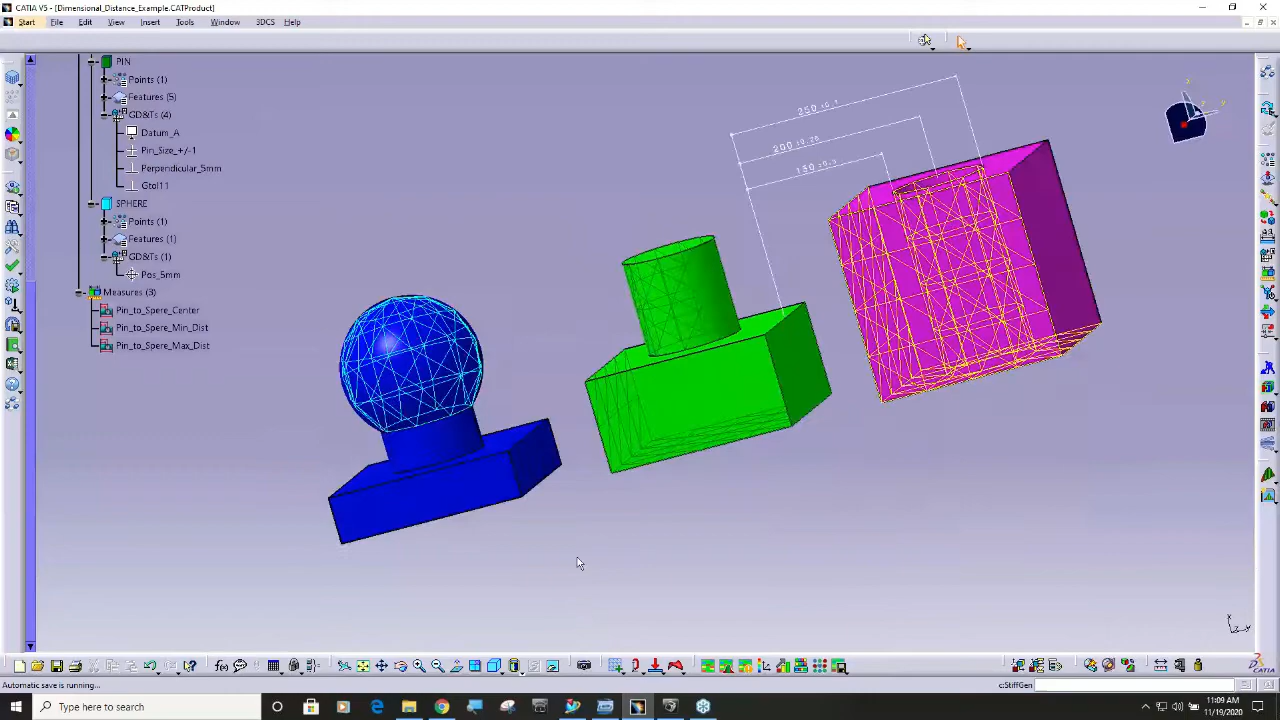 CATIA V5 - [Dimensional_Distance_Example.CATProduct]
Start File Edit View Insert Tools Window 3DCS Help
PIN
Points (1)
Features (5)
GD&Ts (4)
Datum_A
Pin_Size_+/-1
Perpendicular_5mm
Gtol11
SPHERE
Points (1)
Features (1)
GD&Ts (1)
Pos_5mm
Measures (3)
Pin_to_Spere_Center
Pin_to_Spere_Min_Dist
Pin_to_Spere_Max_Dist
Automatic save is running...
c:StiffGen
CATIA
Type here to search
11:09 AM
11/19/2020